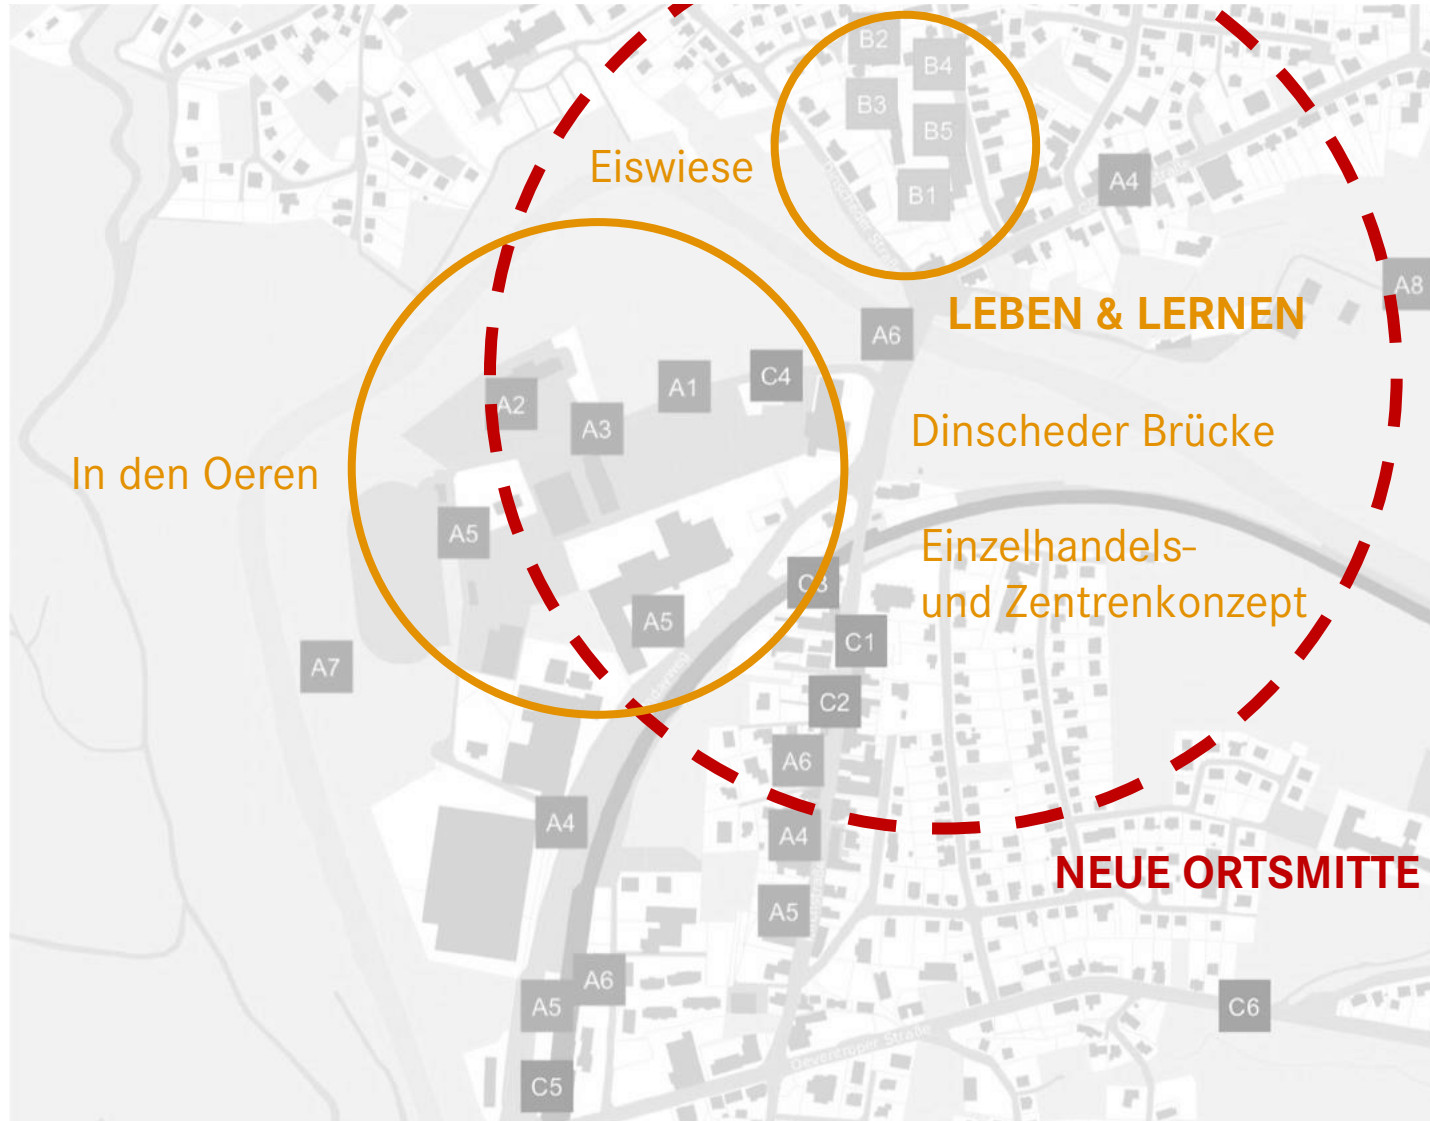 B2
B4
B3
B5
Eiswiese
B1
A4
A8
LEBEN & LERNEN
A6
C4
A1
A2
A3
Dinscheder Brücke
In den Oeren
A5
Einzelhandels-
und Zentrenkonzept
C3
A5
C1
A7
C2
A6
A4
A4
NEUE ORTSMITTE
A5
A6
A5
C6
Oeventroper Straße
C5